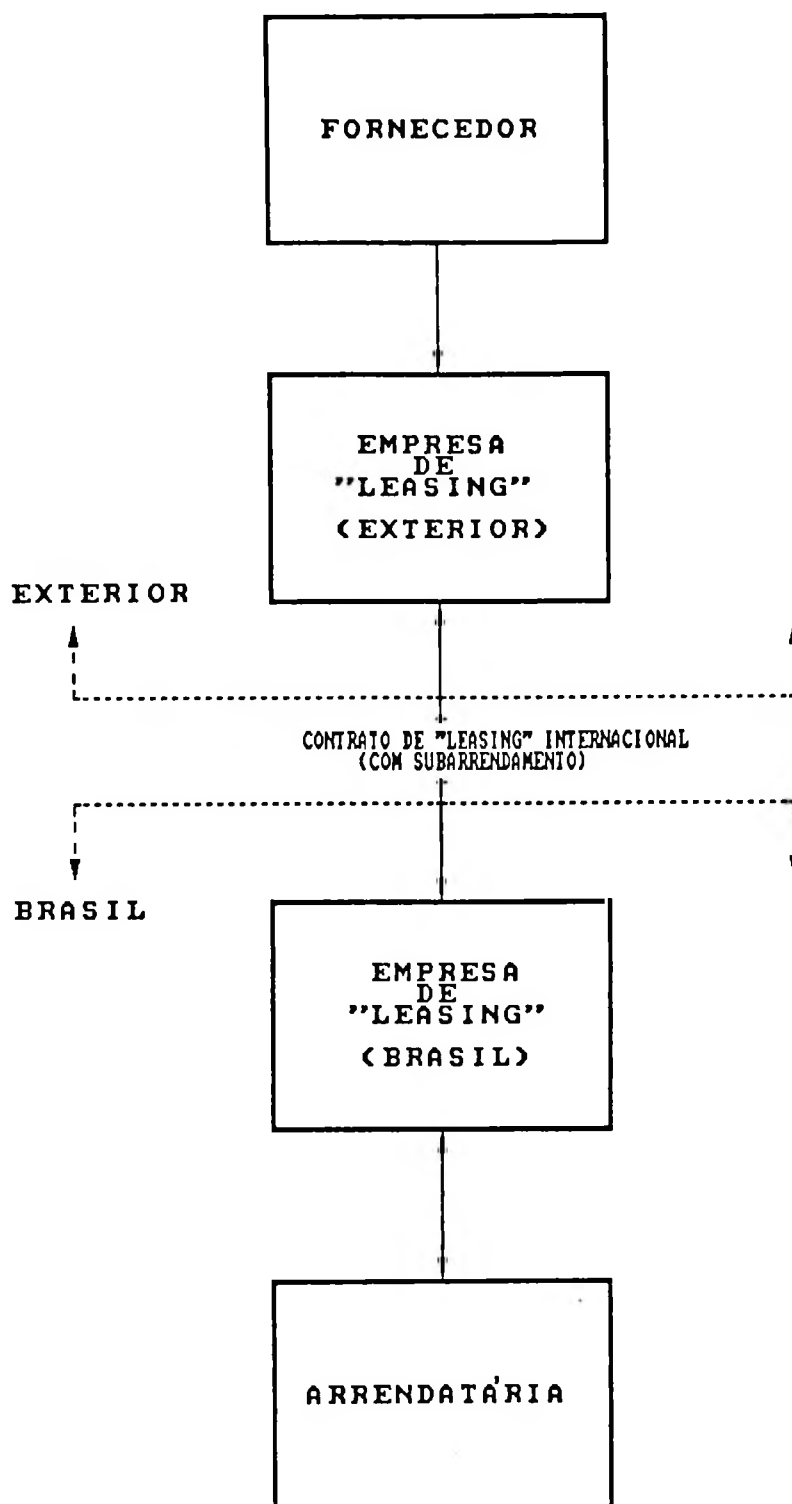 FORNECEDOR
EMPRESA
DE
"LEASING"
(EXTERIOR)
EXTERIOR
CONTRATO DE "LEASING" INTERNACIONAL
(COM SUBARRENDAMENTO)
BRASIL
EMPRESA
DE
"LEASING"
(BRASIL)
ARRENDATÁRIA